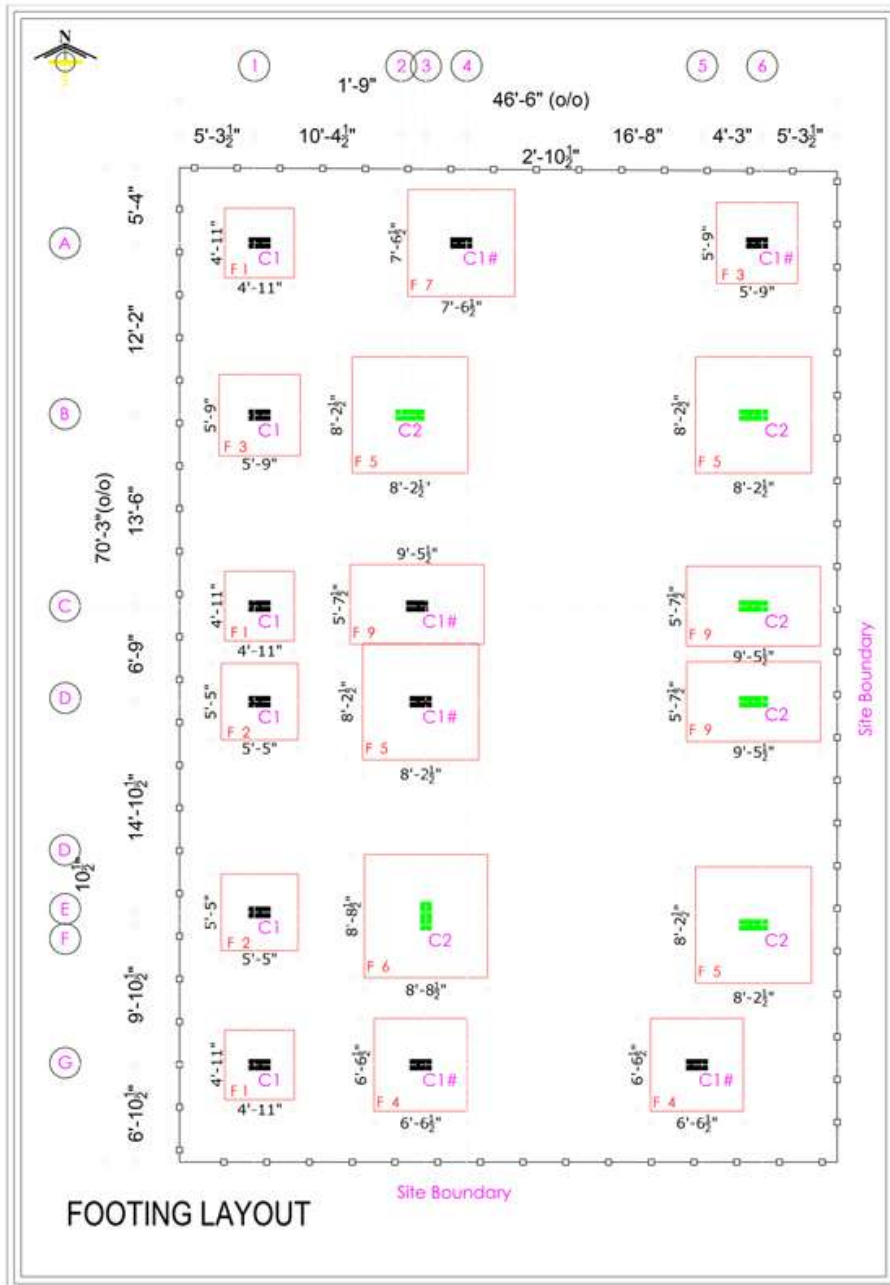 N
1 2 3 4 5 6
1'-9"
46'-6" (o/o)
5'-3½" 10'-4½" 16'-8" 4'-3" 5'-3½"
2'-10½"
5'-4"
A
4'-11" C1 F 1 4'-11"
7'-6½" C1# F 7 7'-6½"
5'-9" C1# F 3 5'-9"
12'-2"
B
5'-9" C1 F 3 5'-9"
8'-2½" C2 F 5 8'-2½'
8'-2½" C2 F 5 8'-2½"
70'-3"(o/o)
13'-6"
9'-5½"
C
4'-11" C1 F 1 4'-11"
5'-7½" C1# F 9
5'-7½" C2 F 9 9'-5½"
6'-9"
Site Boundary
D
5'-5" C1 F 2 5'-5"
8'-2½" C1# F 5 8'-2½"
5'-7½" C2 F 9 9'-5½"
14'-10½"
D
10½"
E
F
5'-5" C1 F 2 5'-5"
8'-8½" C2 F 6 8'-8½"
8'-2½" C2 F 5 8'-2½"
9'-10½"
G
4'-11" C1 F 1 4'-11"
6'-6½" C1# F 4 6'-6½"
6'-6½" C1# F 4 6'-6½"
6'-10½"
Site Boundary
FOOTING LAYOUT